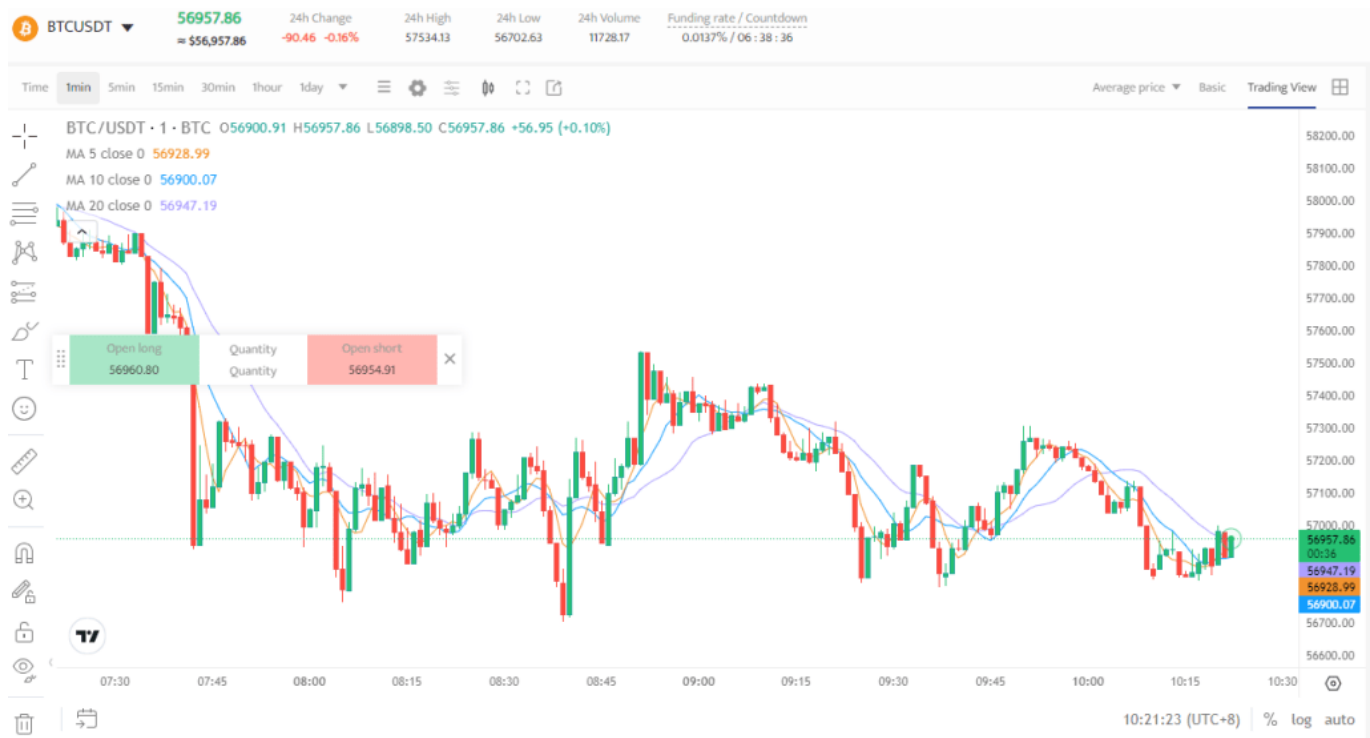 BTCUSDT 56957.86 24h Change 24h High 24h Low 24h Volume Funding rate / Countdown
≈ $56,957.86 -90.46 -0.16% 57534.13 56702.63 11728.17 0.0137% / 06 : 38 : 36
Time 1min 5min 15min 30min 1hour 1day Average price Basic Trading View
BTC/USDT · 1 · BTC O56900.91 H56957.86 L56898.50 C56957.86 +56.95 (+0.10%)
MA 5 close 0 56928.99
MA 10 close 0 56900.07
MA 20 close 0 56947.19
Open long Quantity Open short
56960.80 Quantity 56954.91
58200.00
58100.00
58000.00
57900.00
57800.00
57700.00
57600.00
57500.00
57400.00
57300.00
57200.00
57100.00
57000.00
56957.86
00:36
56947.19
56928.99
56900.07
56700.00
56600.00
07:30 07:45 08:00 08:15 08:30 08:45 09:00 09:15 09:30 09:45 10:00 10:15 10:30
10:21:23 (UTC+8) % log auto